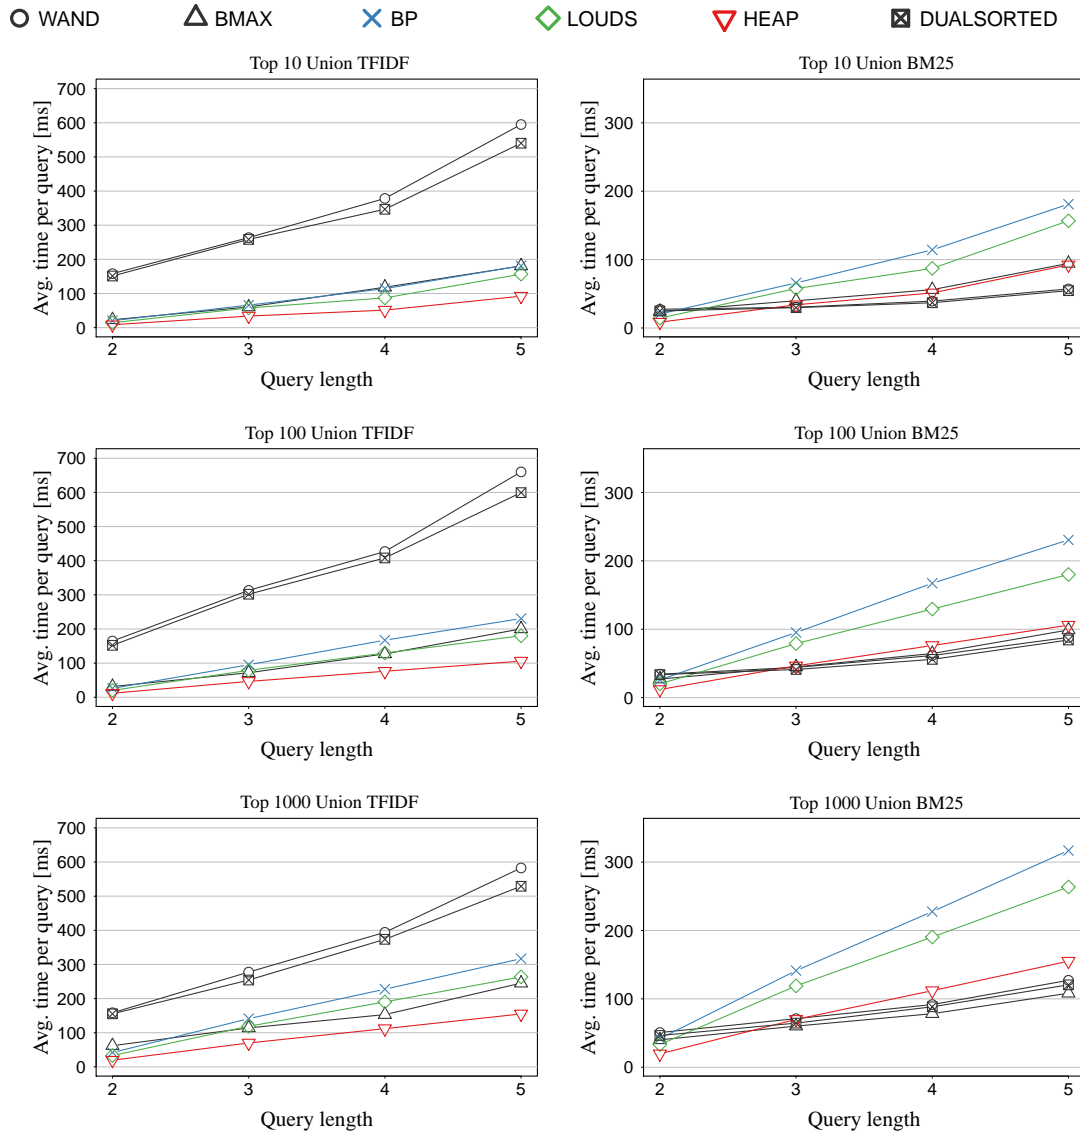 WAND BMAX BP LOUDS HEAP DUALSORTED
Top 10 Union TFIDF
Avg. time per query [ms]
700
600
500
400
300
200
100
0
2 3 4 5
Query length
Top 10 Union BM25
Avg. time per query [ms]
300
200
100
0
2 3 4 5
Query length
Top 100 Union TFIDF
Avg. time per query [ms]
700
600
500
400
300
200
100
0
2 3 4 5
Query length
Top 100 Union BM25
Avg. time per query [ms]
300
200
100
0
2 3 4 5
Query length
Top 1000 Union TFIDF
Avg. time per query [ms]
700
600
500
400
300
200
100
0
2 3 4 5
Query length
Top 1000 Union BM25
Avg. time per query [ms]
300
200
100
0
2 3 4 5
Query length